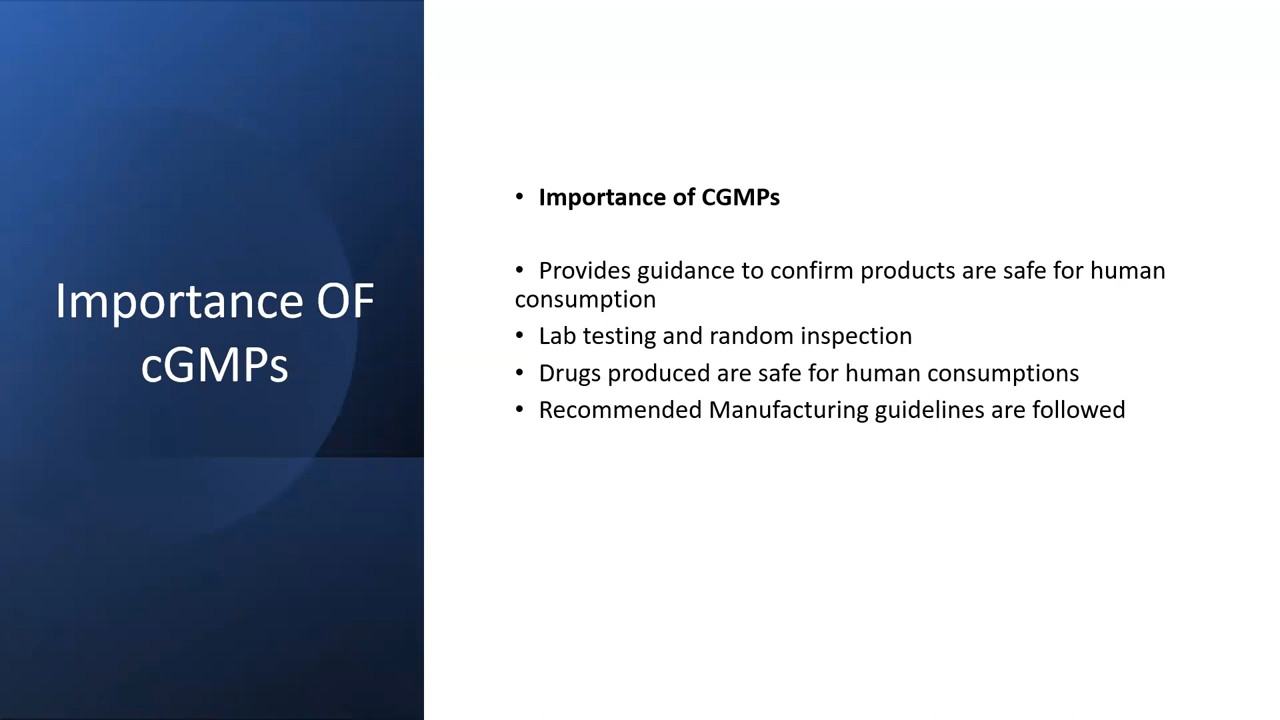 Importance OF
cGMPs
• Importance of CGMPs
• Provides guidance to confirm products are safe for human
consumption
• Lab testing and random inspection
• Drugs produced are safe for human consumptions
• Recommended Manufacturing guidelines are followed